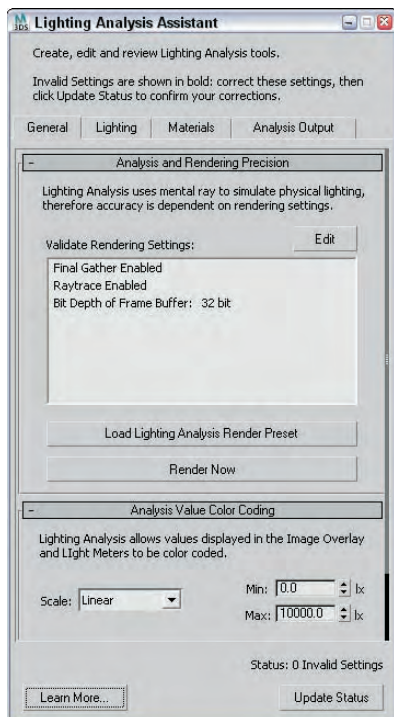 3DS
Lighting Analysis Assistant
Create, edit and review Lighting Analysis tools.
Invalid Settings are shown in bold: correct these settings, then
click Update Status to confirm your corrections.
General Lighting Materials Analysis Output
- Analysis and Rendering Precision
Lighting Analysis uses mental ray to simulate physical lighting,
therefore accuracy is dependent on rendering settings.
Validate Rendering Settings: Edit
Final Gather Enabled
Raytrace Enabled
Bit Depth of Frame Buffer: 32 bit
Load Lighting Analysis Render Preset
Render Now
- Analysis Value Color Coding
Lighting Analysis allows values displayed in the Image Overlay
and LIght Meters to be color coded.
Scale: Linear Min: 0.0 lx
Max: 10000.0 lx
Status: 0 Invalid Settings
Learn More... Update Status